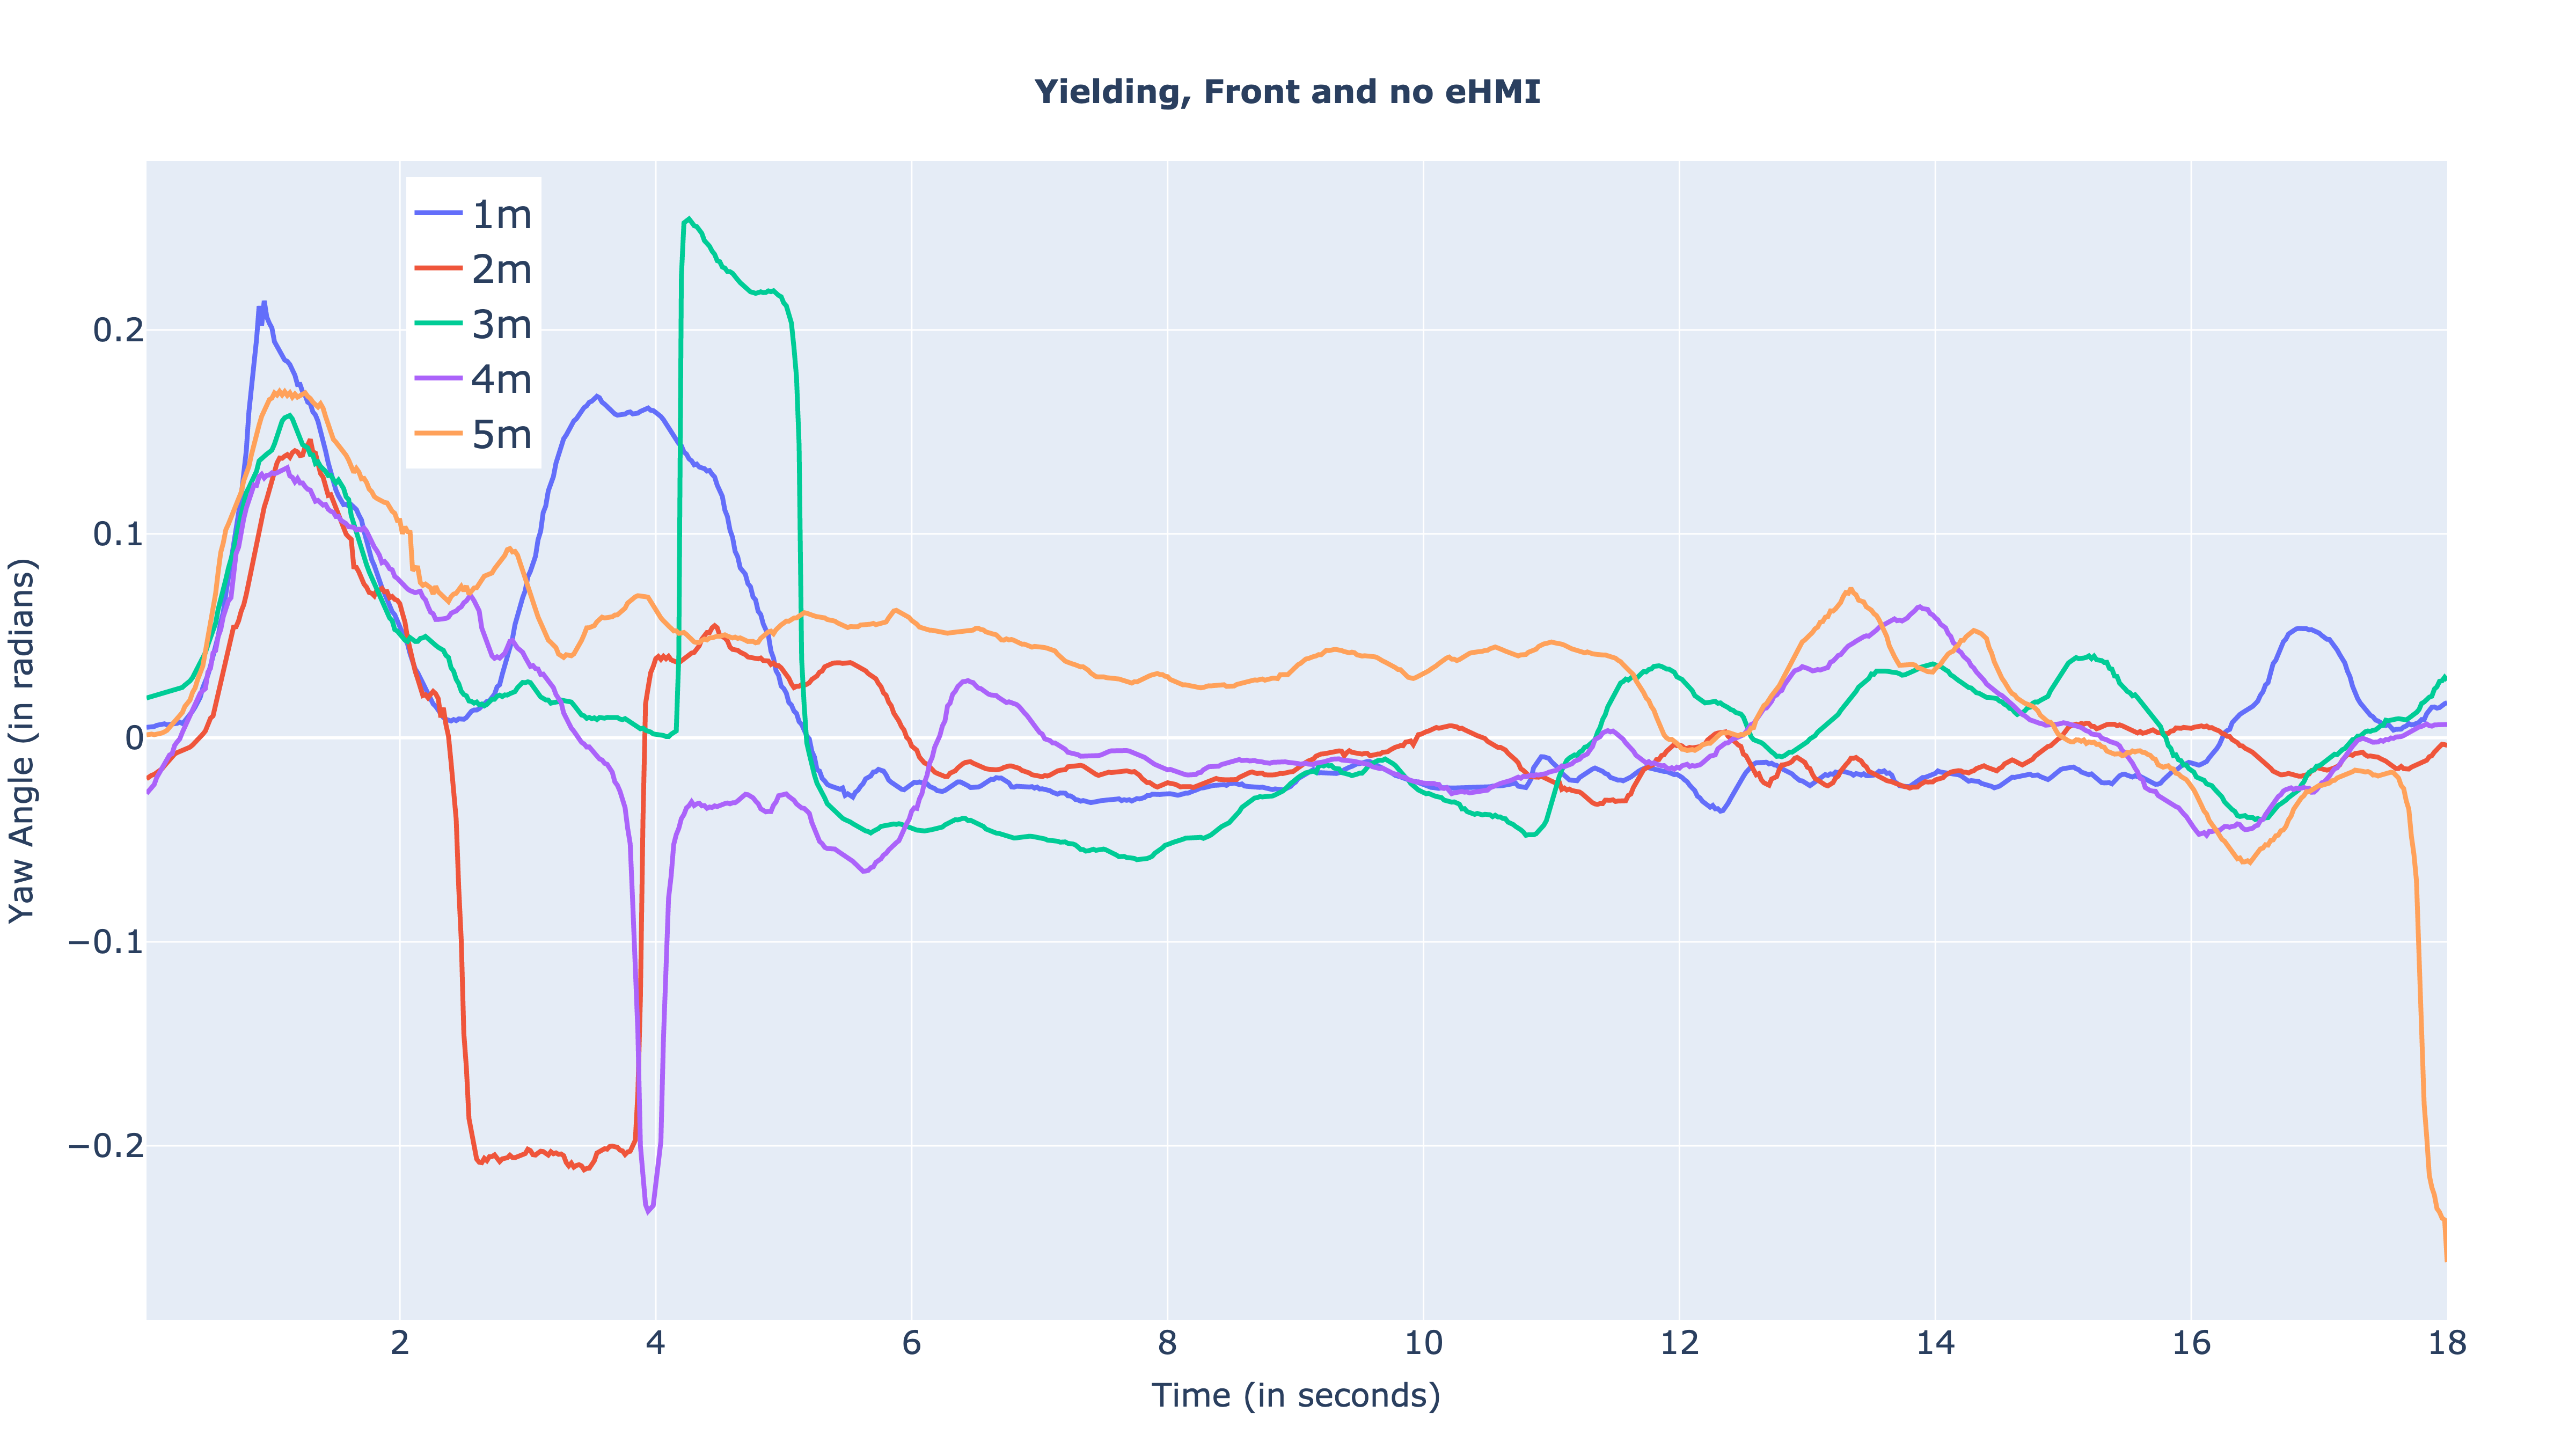 Yielding, Front and no eHMI
1m
2m
3m
4m
5m
0.2
0.1
0
−0.1
−0.2
Yaw Angle (in radians)
2 4 6 8 10 12 14 16 18
Time (in seconds)